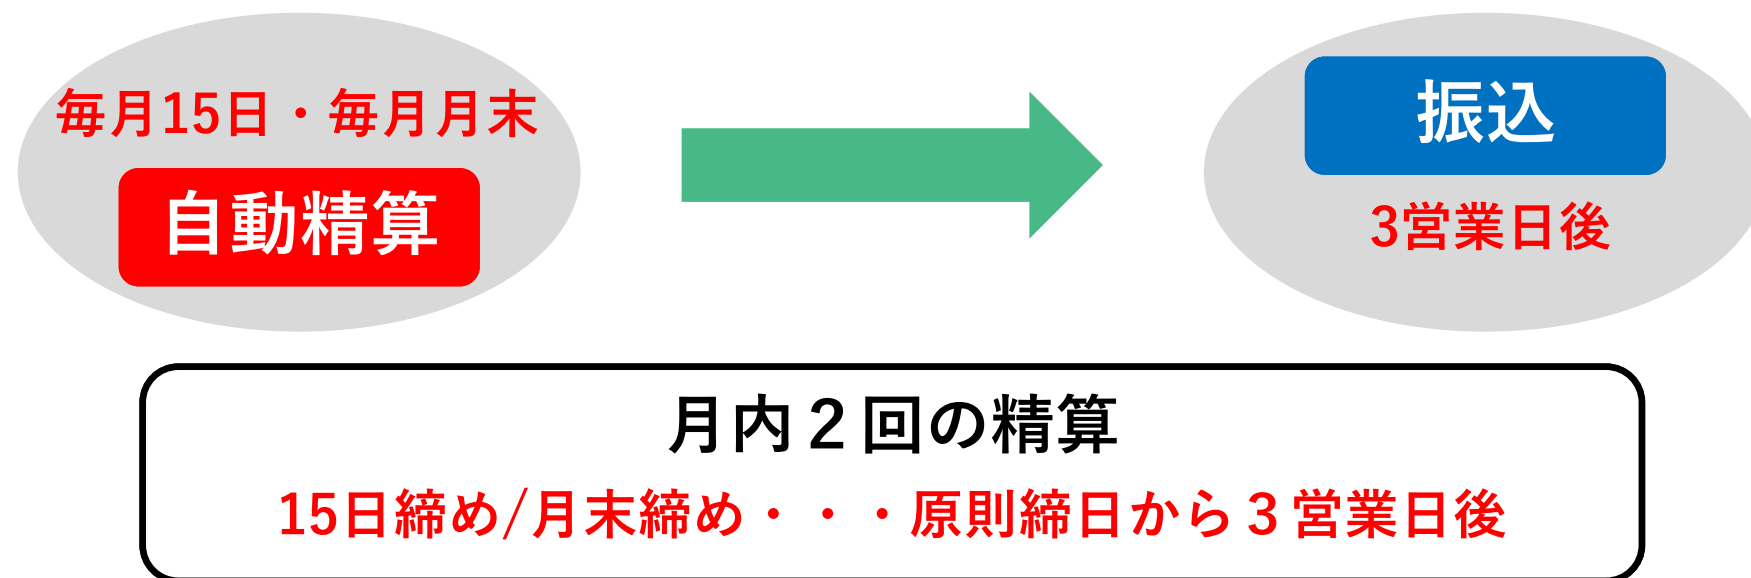 毎月15日・毎月月末
自動精算
振込
3営業日後
月内２回の精算
15日締め/月末締め・・・原則締日から３営業日後